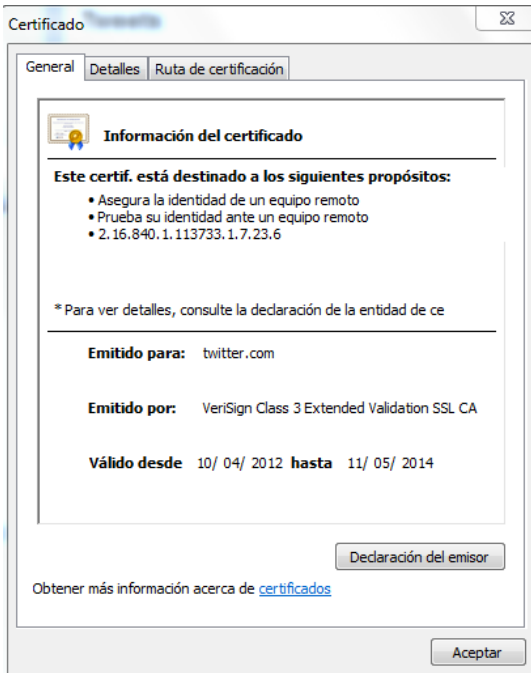 Certificado
Tweets
General Detalles Ruta de certificación
Información del certificado
Este certif. está destinado a los siguientes propósitos:
• Asegura la identidad de un equipo remoto
• Prueba su identidad ante un equipo remoto
• 2.16.840.1.113733.1.7.23.6
* Para ver detalles, consulte la declaración de la entidad de ce
Emitido para: twitter.com
Emitido por: VeriSign Class 3 Extended Validation SSL CA
Válido desde 10/ 04/ 2012 hasta 11/ 05/ 2014
Declaración del emisor
Obtener más información acerca de certificados
Aceptar